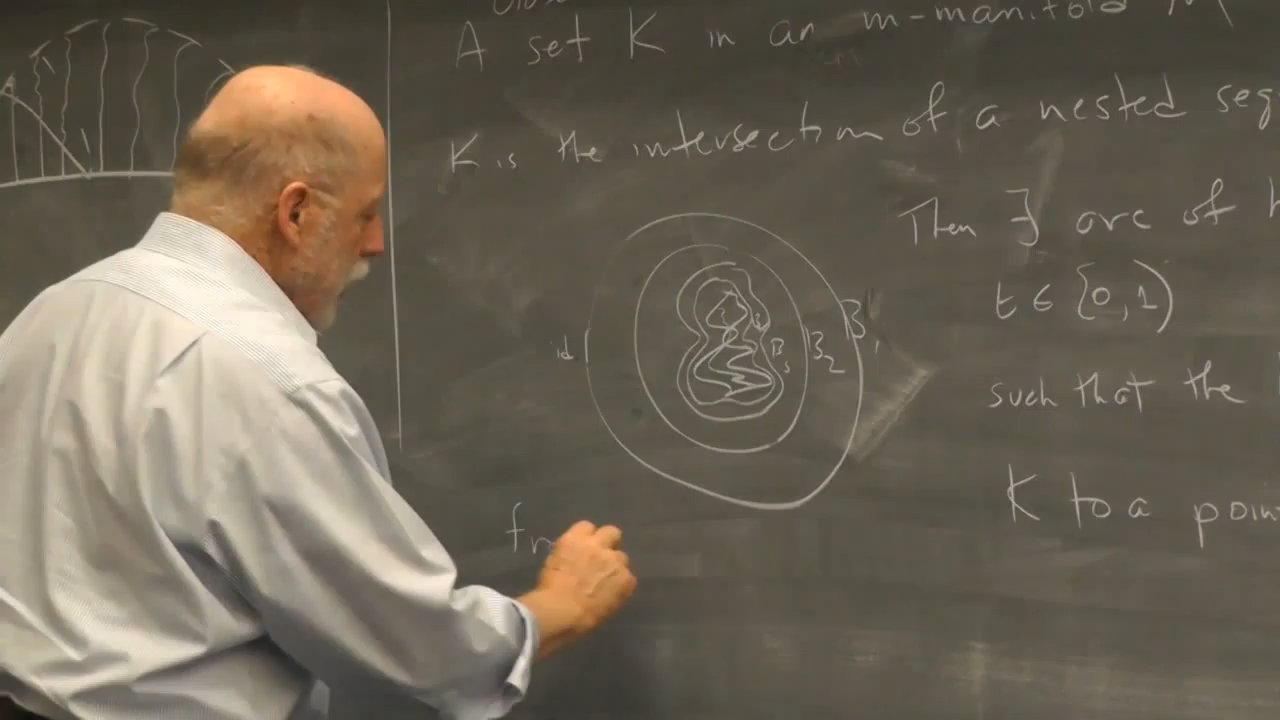 A set K in an m-manifold M
K is the intersection of a nested seq
Then ∃ arc of h
t ∈ [0,1)
such that the
K to a poin
id
B₃ B₂ B₁
fr